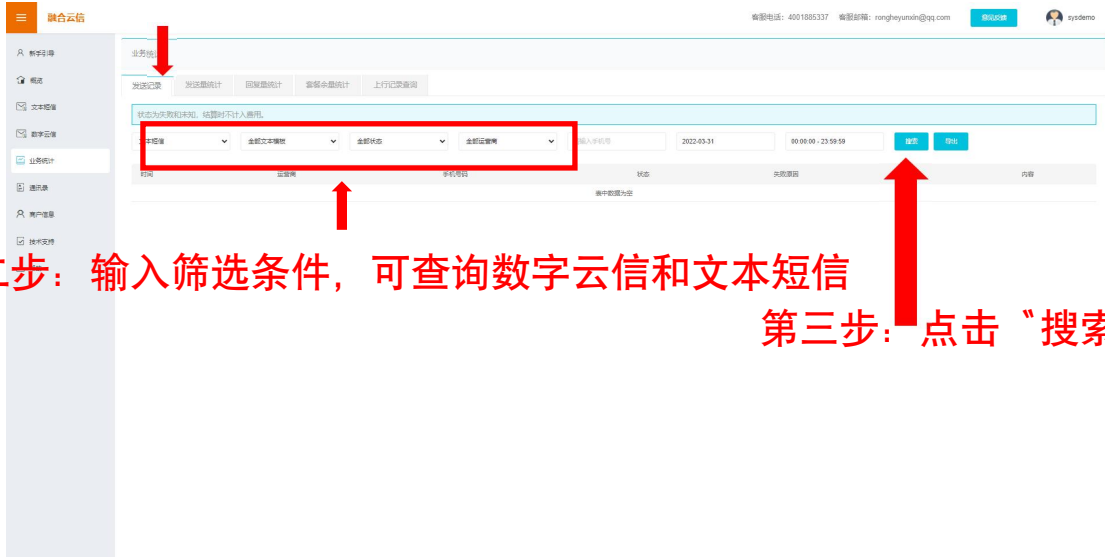 融合云信
客服电话: 4001885337 客服邮箱: rongheyunxin@qq.com 意见反馈 sysdemo
新手引导
概览
文本短信
数字云信
业务统计
通讯录
商户信息
技术支持
业务统
发送记录 发送量统计 回复量统计 套餐余量统计 上行记录查询
状态为失败和未知, 结算时不计入费用。
文本短信 全部文本模板 全部状态 全部运营商 输入手机号 2022-03-31 00:00:00 - 23:59:59 搜索 导出
时间 运营商 手机号码 状态 失败原因 内容
表中数据为空
步: 输入筛选条件, 可查询数字云信和文本短信
第三步: 点击〝搜索